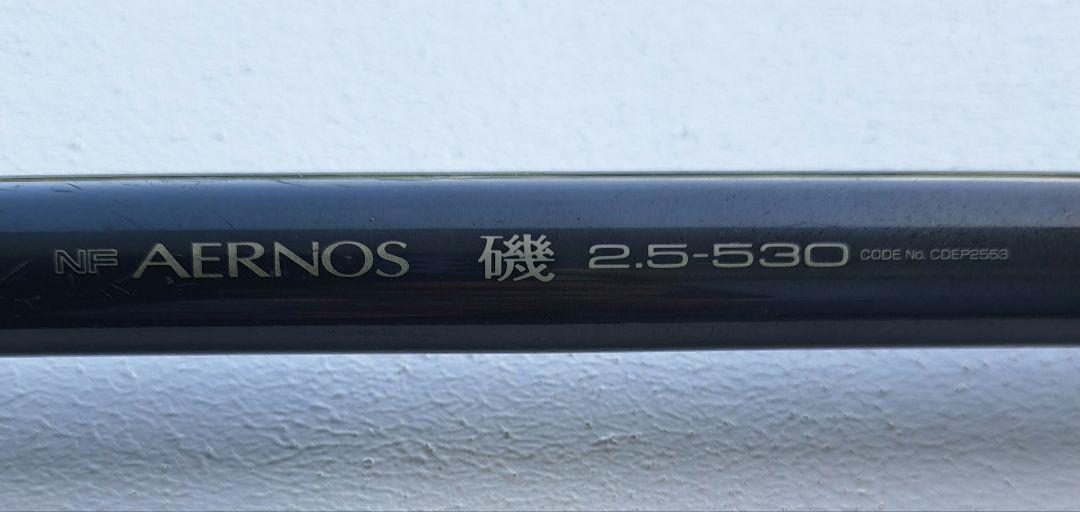 NF AERNOS 磯 2.5-530 CODE No. CDEP2553